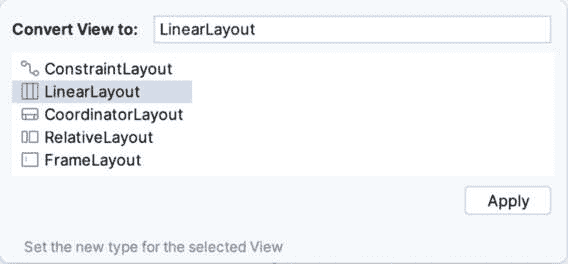 Convert View to: LinearLayout
ConstraintLayout
LinearLayout
CoordinatorLayout
RelativeLayout
FrameLayout
Apply
Set the new type for the selected View